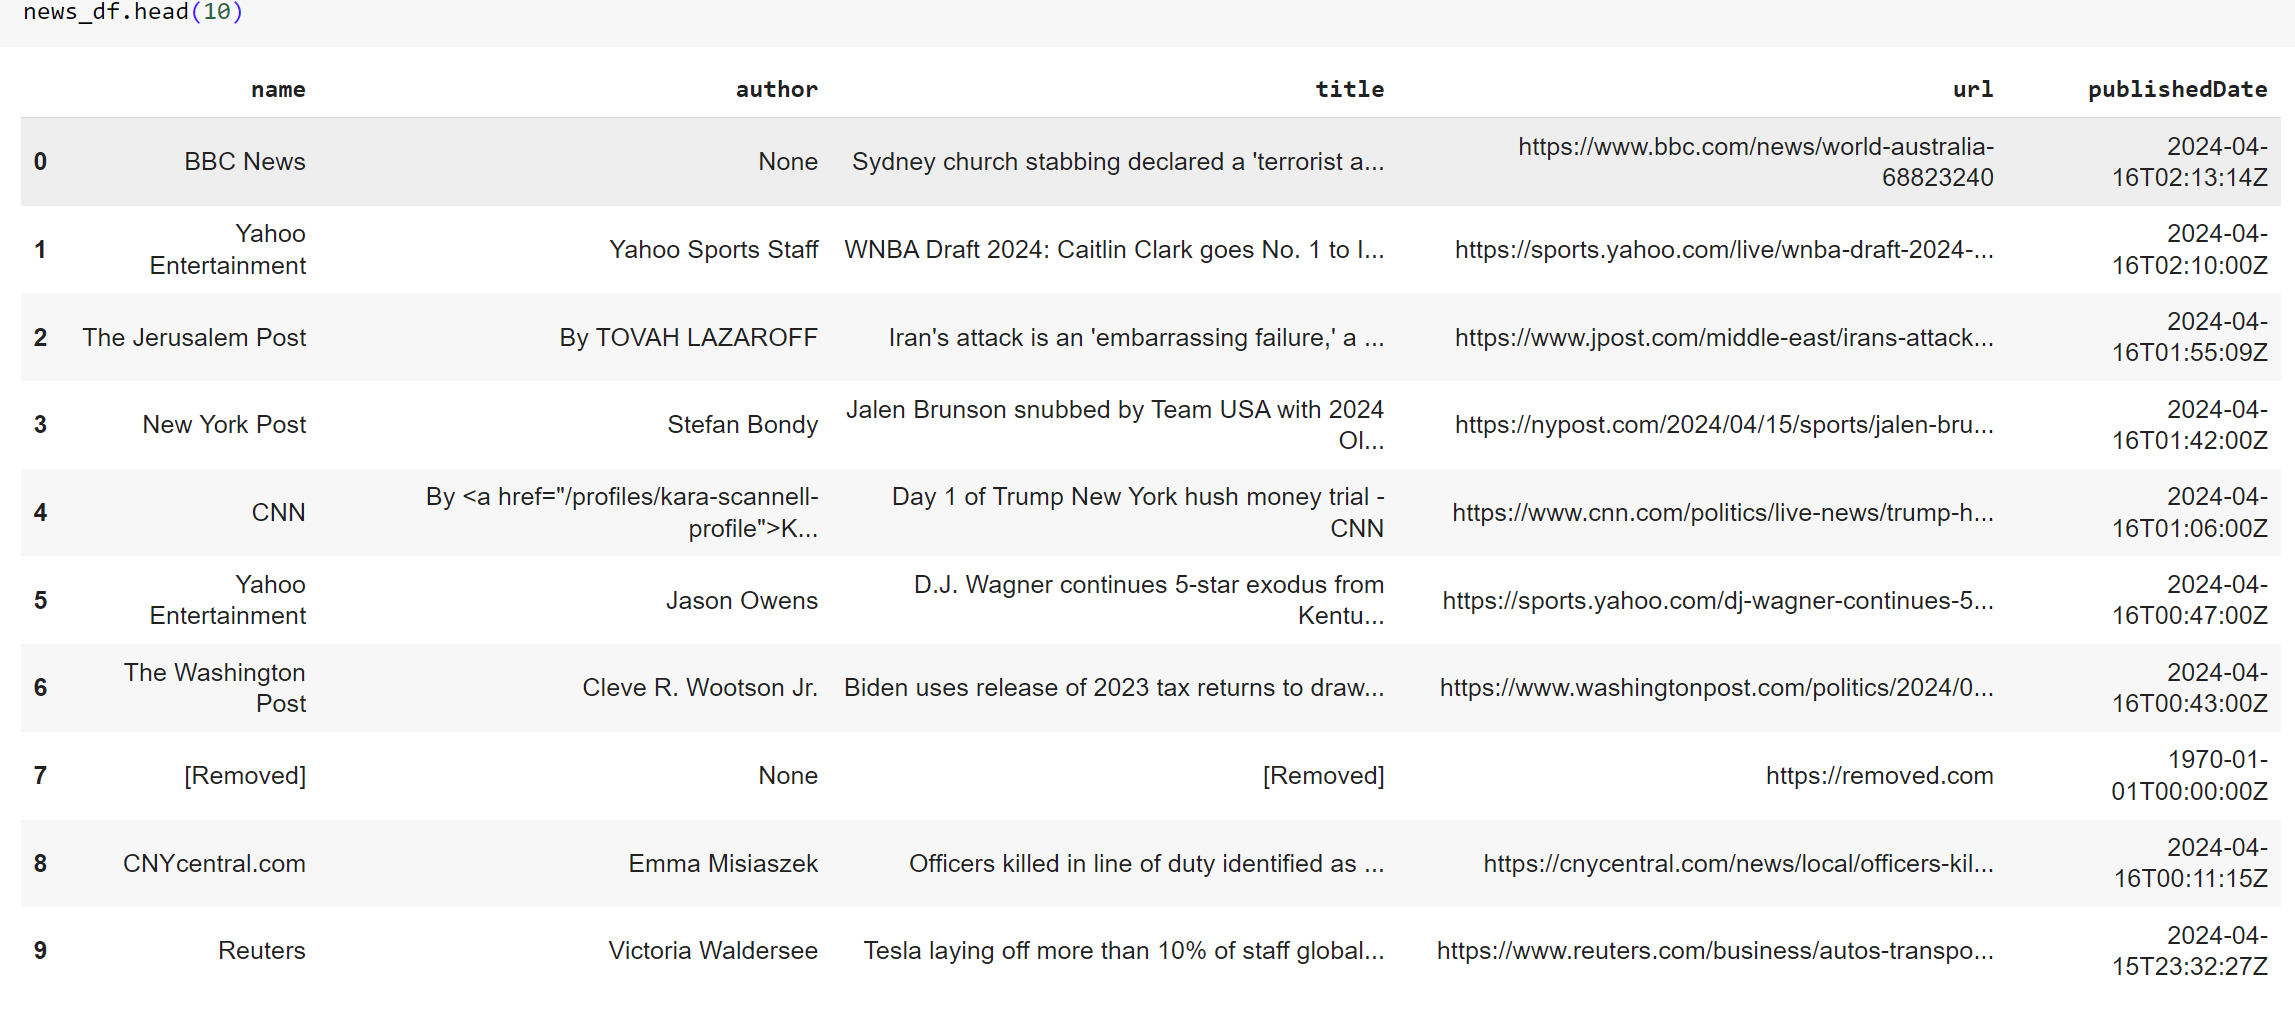 news_df.head(10)
name author title url publishedDate
0 BBC News None Sydney church stabbing declared a 'terrorist a... https://www.bbc.com/news/world-australia-
68823240 2024-04-
16T02:13:14Z
1 Yahoo
Entertainment Yahoo Sports Staff WNBA Draft 2024: Caitlin Clark goes No. 1 to I... https://sports.yahoo.com/live/wnba-draft-2024-... 2024-04-
16T02:10:00Z
2 The Jerusalem Post By TOVAH LAZAROFF Iran's attack is an 'embarrassing failure,' a ... https://www.jpost.com/middle-east/irans-attack... 2024-04-
16T01:55:09Z
3 New York Post Stefan Bondy Jalen Brunson snubbed by Team USA with 2024
Ol... https://nypost.com/2024/04/15/sports/jalen-bru... 2024-04-
16T01:42:00Z
4 CNN By <a href="/profiles/kara-scannell-
profile">K... Day 1 of Trump New York hush money trial -
CNN https://www.cnn.com/politics/live-news/trump-h... 2024-04-
16T01:06:00Z
5 Yahoo
Entertainment Jason Owens D.J. Wagner continues 5-star exodus from
Kentu... https://sports.yahoo.com/dj-wagner-continues-5... 2024-04-
16T00:47:00Z
6 The Washington
Post Cleve R. Wootson Jr. Biden uses release of 2023 tax returns to draw... https://www.washingtonpost.com/politics/2024/0... 2024-04-
16T00:43:00Z
7 [Removed] None [Removed] https://removed.com 1970-01-
01T00:00:00Z
8 CNYcentral.com Emma Misiaszek Officers killed in line of duty identified as ... https://cnycentral.com/news/local/officers-kil... 2024-04-
16T00:11:15Z
9 Reuters Victoria Waldersee Tesla laying off more than 10% of staff global... https://www.reuters.com/business/autos-transpo... 2024-04-
15T23:32:27Z